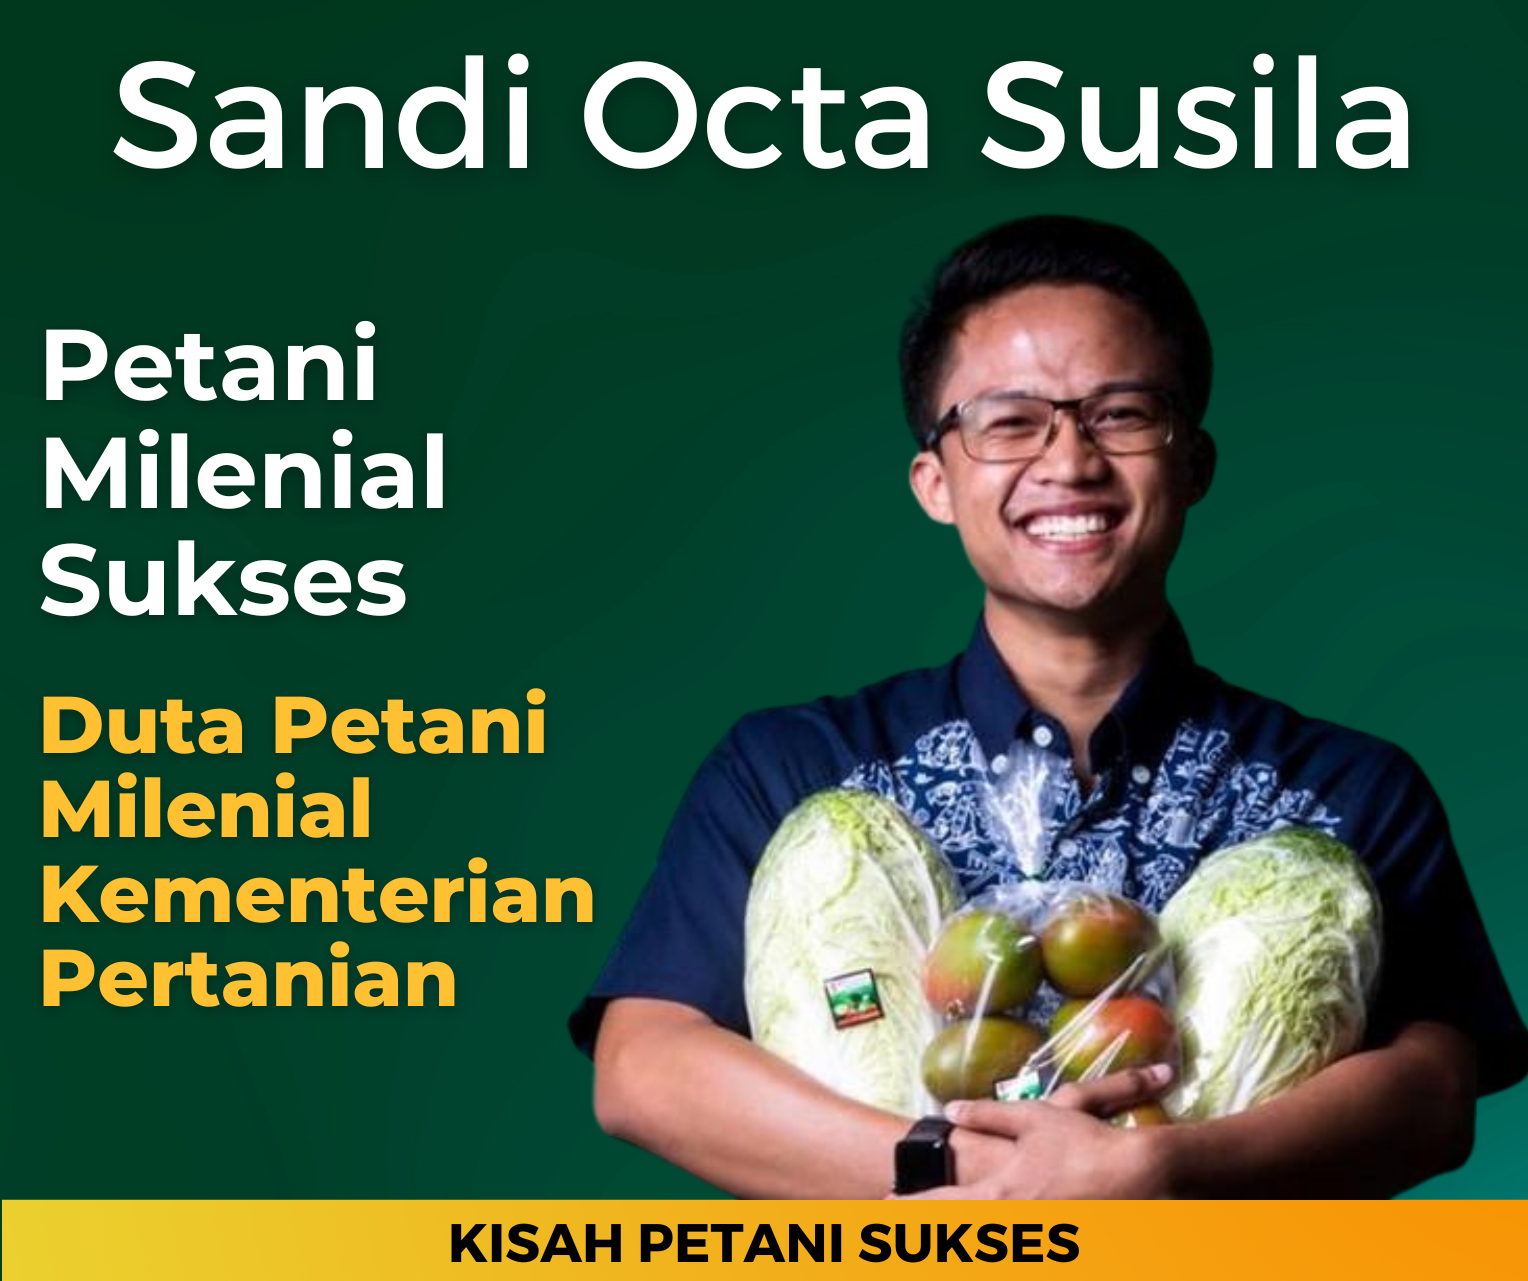 Sandi Octa Susila
Petani
Milenial
Sukses
Duta Petani
Milenial
Kementerian
Pertanian
KISAH PETANI SUKSES